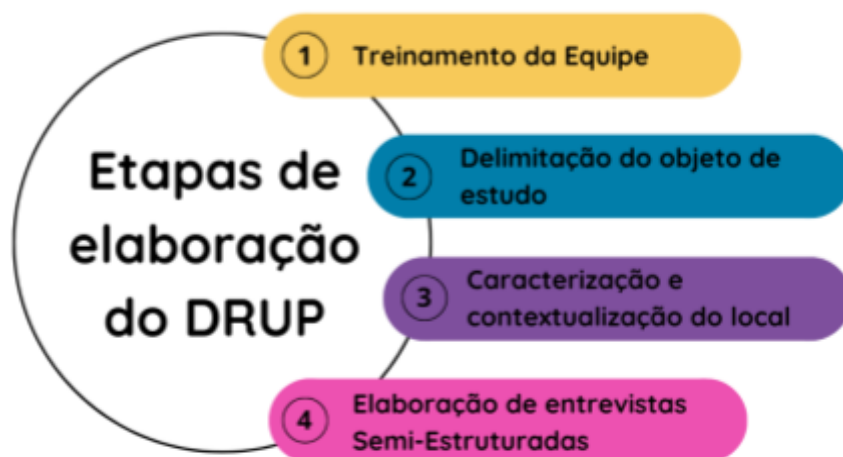 Etapas de
elaboração
do DRUP
1 Treinamento da Equipe
2 Delimitação do objeto de
estudo
3 Caracterização e
contextualização do local
4 Elaboração de entrevistas
Semi-Estruturadas